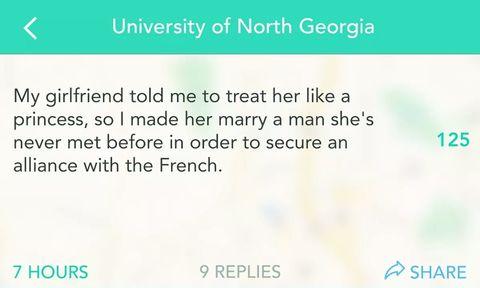 University of North Georgia
My girlfriend told me to treat her like a
princess, so I made her marry a man she's
never met before in order to secure an
alliance with the French.
125
7 HOURS
9 REPLIES
SHARE